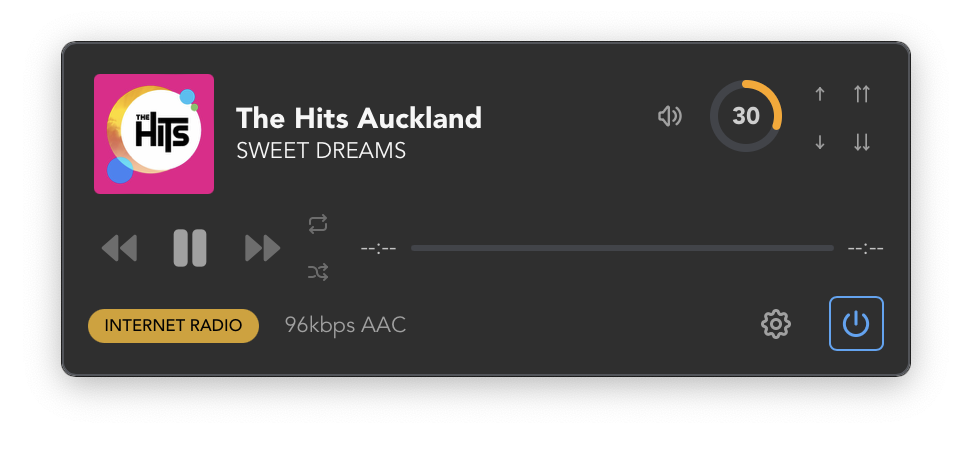 THE
HITS
The Hits Auckland
SWEET DREAMS
30
--:--
--:--
INTERNET RADIO
96kbps AAC